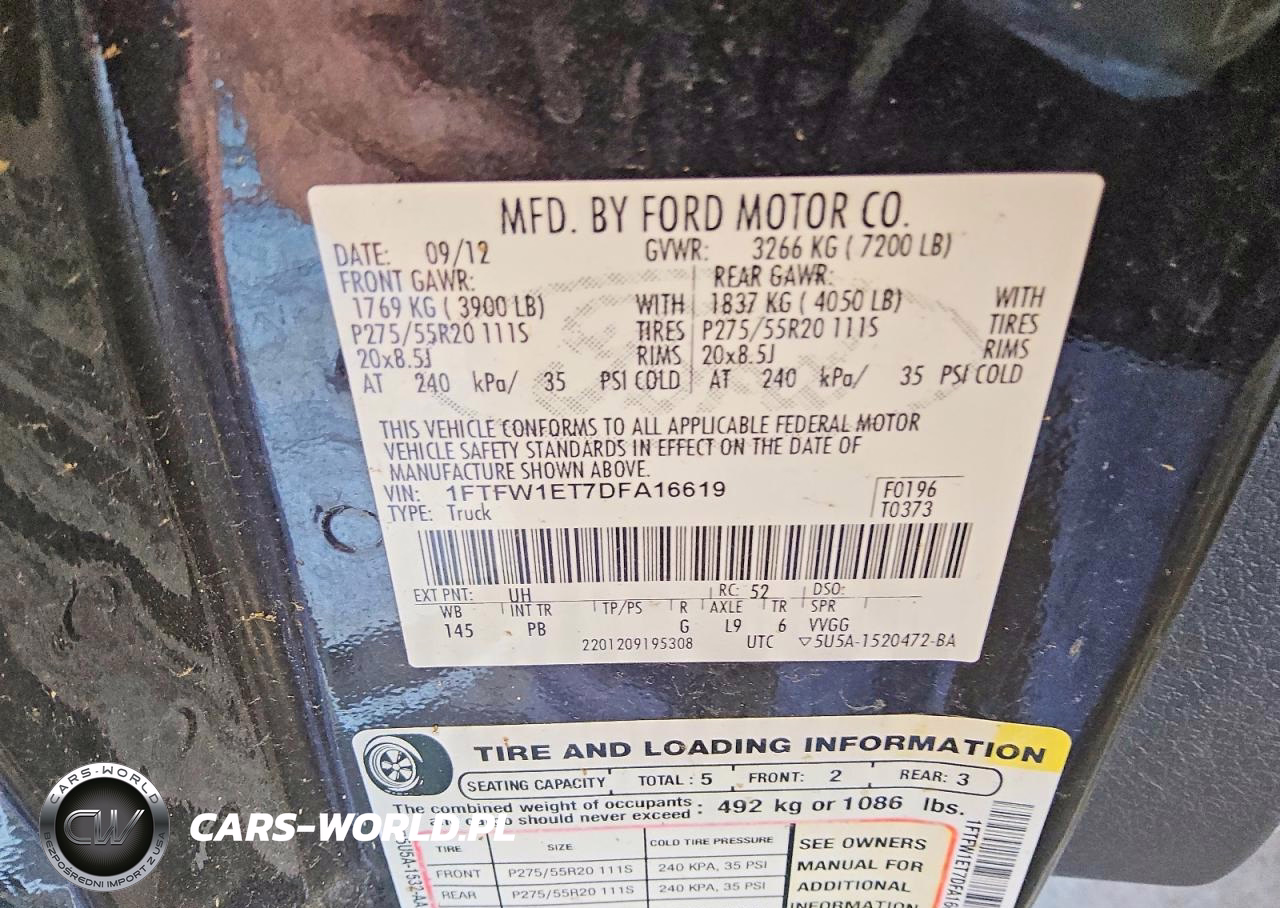 MFD. BY FORD MOTOR CO.
DATE: 09/12 GVWR: 3266 KG ( 7200 LB)
FRONT GAWR: REAR GAWR:
1769 KG ( 3900 LB) WITH 1837 KG ( 4050 LB) WITH
P275/55R20 111S TIRES P275/55R20 111S TIRES
20x8.5J RIMS 20x8.5J RIMS
AT 240 kPa/ 35 PSI COLD AT 240 kPa/ 35 PSI COLD
THIS VEHICLE CONFORMS TO ALL APPLICABLE FEDERAL MOTOR
VEHICLE SAFETY STANDARDS IN EFFECT ON THE DATE OF
MANUFACTURE SHOWN ABOVE.
VIN: 1FTFW1ET7DFA16619 F0196
TYPE: Truck T0373
EXT PNT: UH RC: 52 DSO:
WB INT TR TP/PS R AXLE TR SPR
145 PB G L9 6 VVGG
2201209195308 UTC ▽5U5A-1520472-BA
TIRE AND LOADING INFORMATION
SEATING CAPACITY TOTAL : 5 FRONT: 2 REAR: 3
The combined weight of occupants : 492 kg or 1086 lbs.
should never exceed
TIRE SIZE COLD TIRE PRESSURE
FRONT P275/55R20 111S 240 KPA, 35 PSI
REAR P275/55R20 111S 240 KPA, 35 PSI
SEE OWNERS
MANUAL FOR
ADDITIONAL
INFORMATION
1FTFW1ET7DFA16
CARS-WORLD
CW
BEZPOŚREDNI IMPORT Z USA
CARS-WORLD.PL